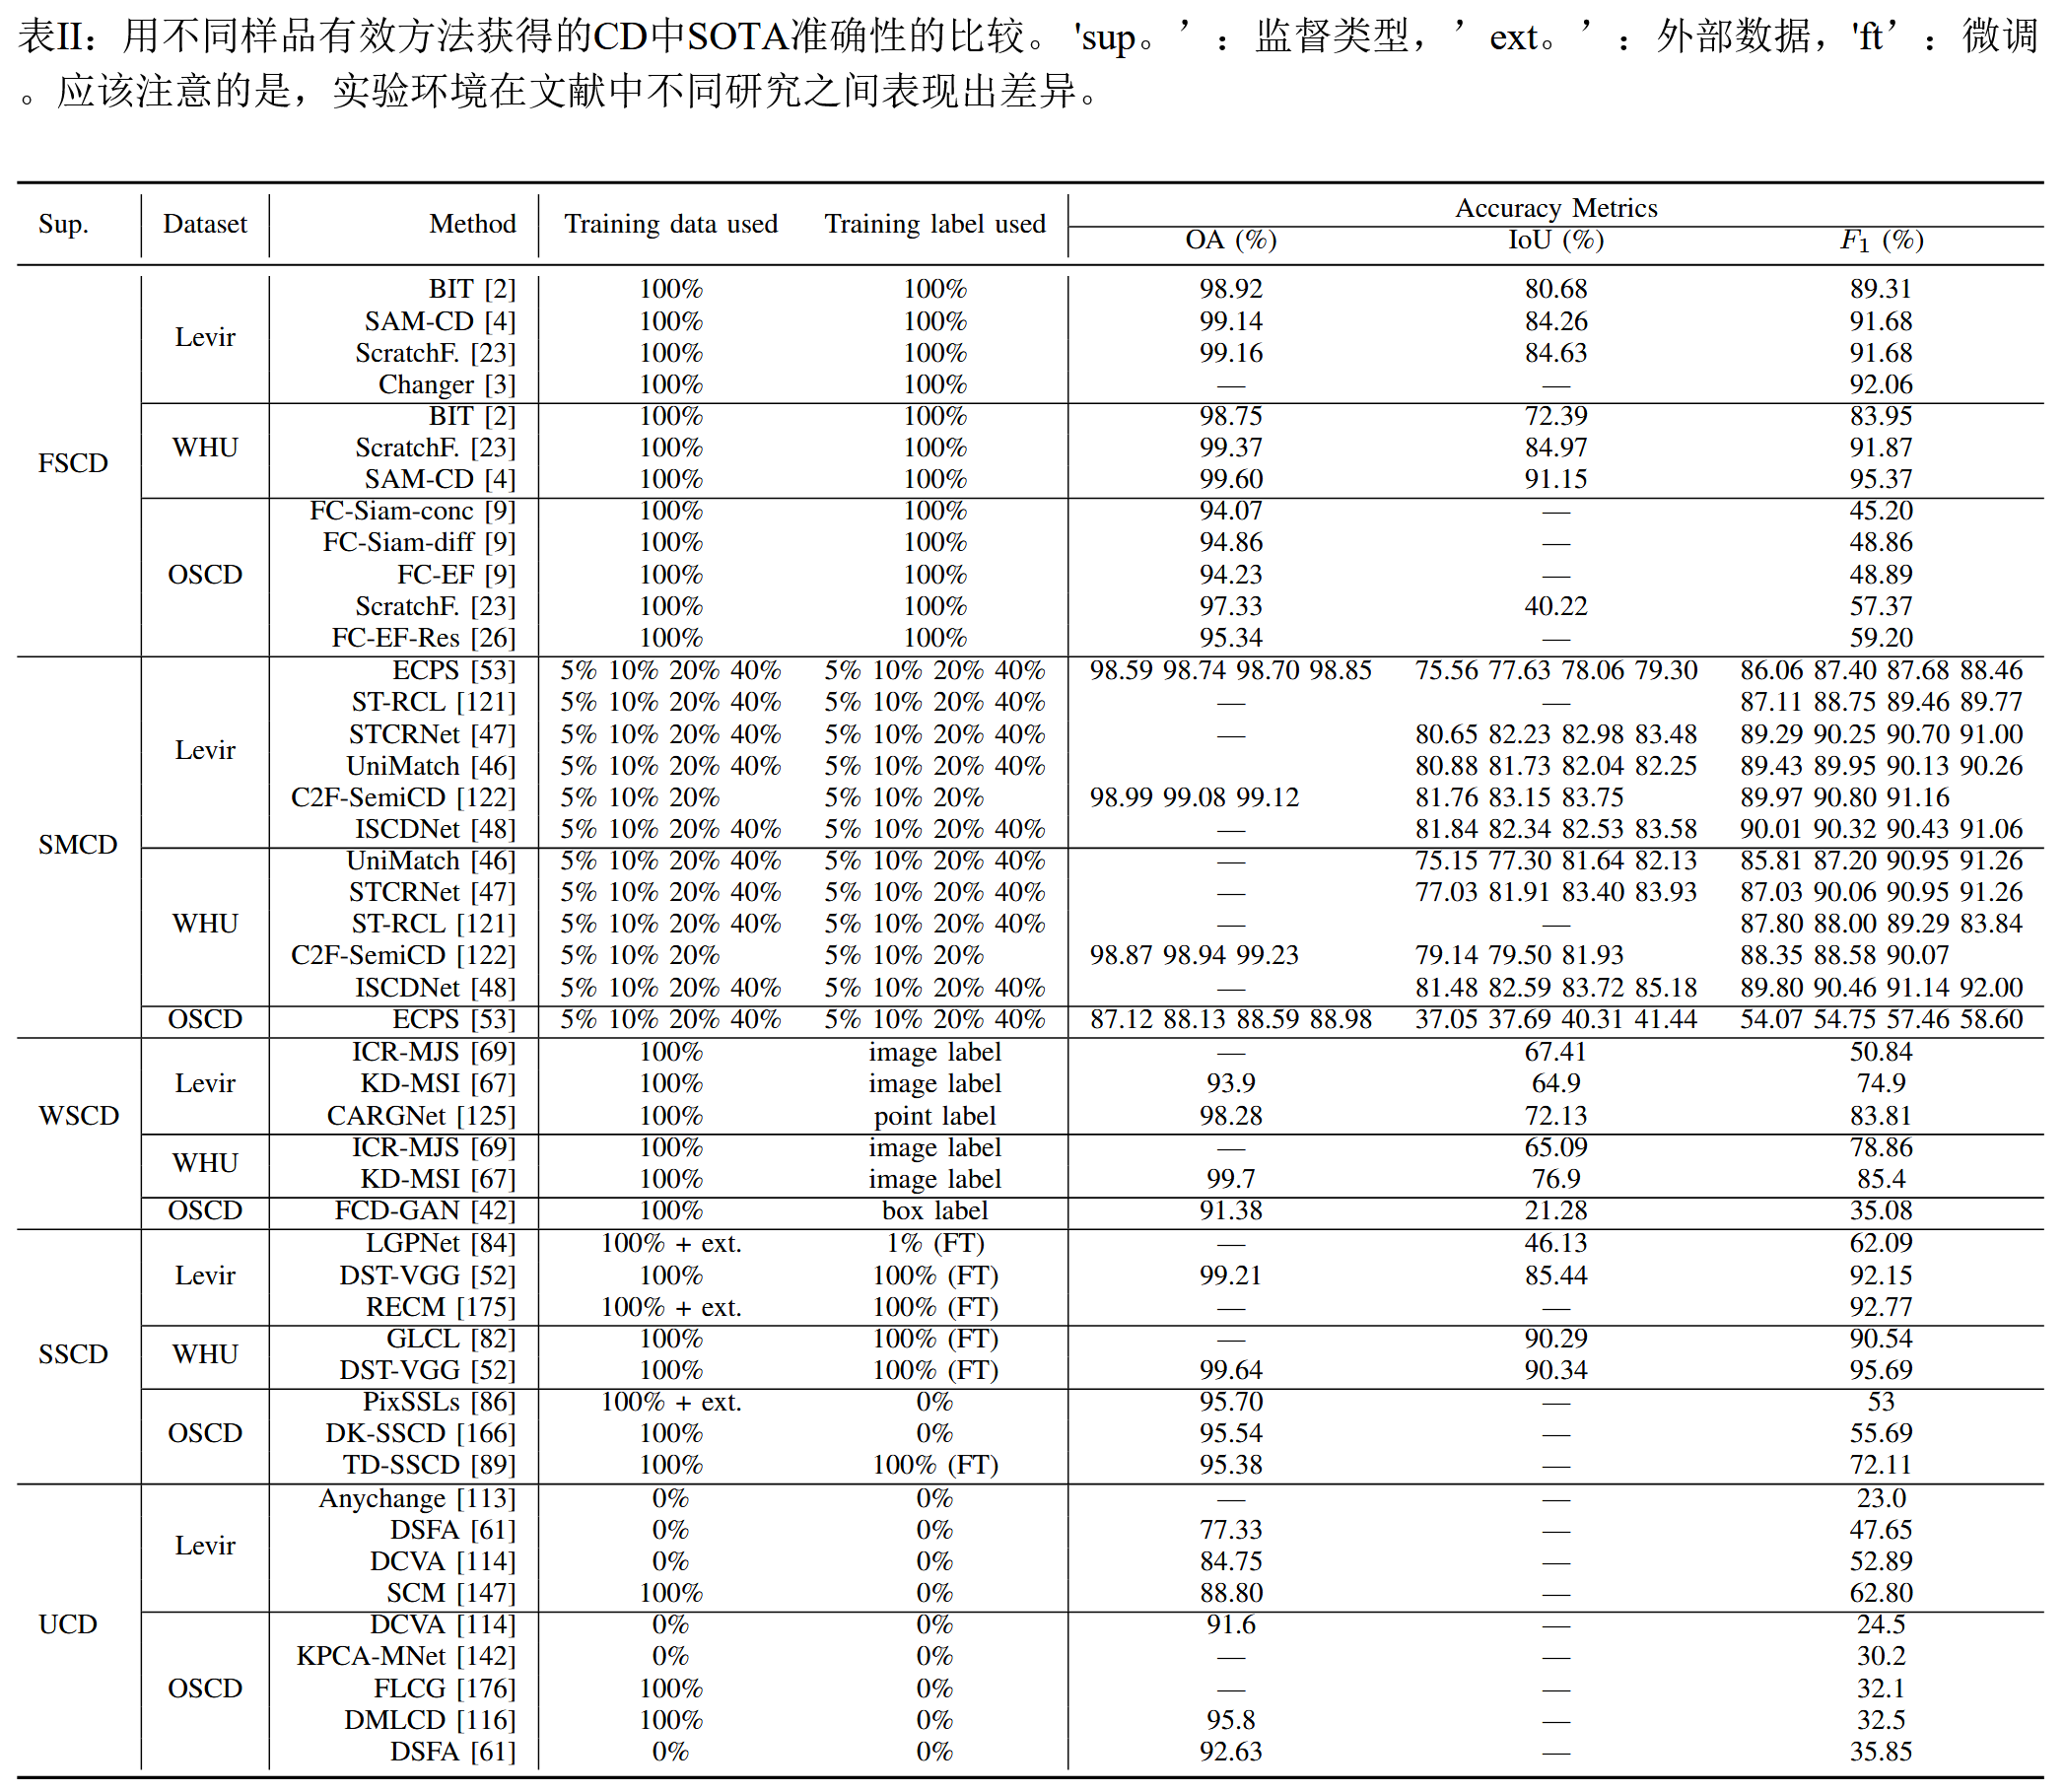 表II：用不同样品有效方法获得的CD中SOTA准确性的比较。 'sup。’：监督类型，’ext。’：外部数据，'ft’：微调
。应该注意的是，实验环境在文献中不同研究之间表现出差异。
Sup. Dataset Method Training data used Training label used Accuracy Metrics
OA (%) IoU (%) F1 (%)
FSCD Levir BIT [2] 100% 100% 98.92 80.68 89.31
SAM-CD [4] 100% 100% 99.14 84.26 91.68
ScratchF. [23] 100% 100% 99.16 84.63 91.68
Changer [3] 100% 100% — — 92.06
WHU BIT [2] 100% 100% 98.75 72.39 83.95
ScratchF. [23] 100% 100% 99.37 84.97 91.87
SAM-CD [4] 100% 100% 99.60 91.15 95.37
OSCD FC-Siam-conc [9] 100% 100% 94.07 — 45.20
FC-Siam-diff [9] 100% 100% 94.86 — 48.86
FC-EF [9] 100% 100% 94.23 — 48.89
ScratchF. [23] 100% 100% 97.33 40.22 57.37
FC-EF-Res [26] 100% 100% 95.34 — 59.20
SMCD Levir ECPS [53] 5% 10% 20% 40% 5% 10% 20% 40% 98.59 98.74 98.70 98.85 75.56 77.63 78.06 79.30 86.06 87.40 87.68 88.46
ST-RCL [121] 5% 10% 20% 40% 5% 10% 20% 40% — — 87.11 88.75 89.46 89.77
STCRNet [47] 5% 10% 20% 40% 5% 10% 20% 40% — 80.65 82.23 82.98 83.48 89.29 90.25 90.70 91.00
UniMatch [46] 5% 10% 20% 40% 5% 10% 20% 40% 80.88 81.73 82.04 82.25 89.43 89.95 90.13 90.26
C2F-SemiCD [122] 5% 10% 20% 5% 10% 20% 98.99 99.08 99.12 81.76 83.15 83.75 89.97 90.80 91.16
ISCDNet [48] 5% 10% 20% 40% 5% 10% 20% 40% — 81.84 82.34 82.53 83.58 90.01 90.32 90.43 91.06
WHU UniMatch [46] 5% 10% 20% 40% 5% 10% 20% 40% — 75.15 77.30 81.64 82.13 85.81 87.20 90.95 91.26
STCRNet [47] 5% 10% 20% 40% 5% 10% 20% 40% — 77.03 81.91 83.40 83.93 87.03 90.06 90.95 91.26
ST-RCL [121] 5% 10% 20% 40% 5% 10% 20% 40% — — 87.80 88.00 89.29 83.84
C2F-SemiCD [122] 5% 10% 20% 5% 10% 20% 98.87 98.94 99.23 79.14 79.50 81.93 88.35 88.58 90.07
ISCDNet [48] 5% 10% 20% 40% 5% 10% 20% 40% — 81.48 82.59 83.72 85.18 89.80 90.46 91.14 92.00
OSCD ECPS [53] 5% 10% 20% 40% 5% 10% 20% 40% 87.12 88.13 88.59 88.98 37.05 37.69 40.31 41.44 54.07 54.75 57.46 58.60
WSCD Levir ICR-MJS [69] 100% image label — 67.41 50.84
KD-MSI [67] 100% image label 93.9 64.9 74.9
CARGNet [125] 100% point label 98.28 72.13 83.81
WHU ICR-MJS [69] 100% image label — 65.09 78.86
KD-MSI [67] 100% image label 99.7 76.9 85.4
OSCD FCD-GAN [42] 100% box label 91.38 21.28 35.08
SSCD Levir LGPNet [84] 100% + ext. 1% (FT) — 46.13 62.09
DST-VGG [52] 100% 100% (FT) 99.21 85.44 92.15
RECM [175] 100% + ext. 100% (FT) — — 92.77
WHU GLCL [82] 100% 100% (FT) — 90.29 90.54
DST-VGG [52] 100% 100% (FT) 99.64 90.34 95.69
OSCD PixSSLs [86] 100% + ext. 0% 95.70 — 53
DK-SSCD [166] 100% 0% 95.54 — 55.69
TD-SSCD [89] 100% 100% (FT) 95.38 — 72.11
UCD Levir Anychange [113] 0% 0% — — 23.0
DSFA [61] 0% 0% 77.33 — 47.65
DCVA [114] 0% 0% 84.75 — 52.89
SCM [147] 100% 0% 88.80 — 62.80
OSCD DCVA [114] 0% 0% 91.6 — 24.5
KPCA-MNet [142] 0% 0% — — 30.2
FLCG [176] 100% 0% — — 32.1
DMLCD [116] 100% 0% 95.8 — 32.5
DSFA [61] 0% 0% 92.63 — 35.85